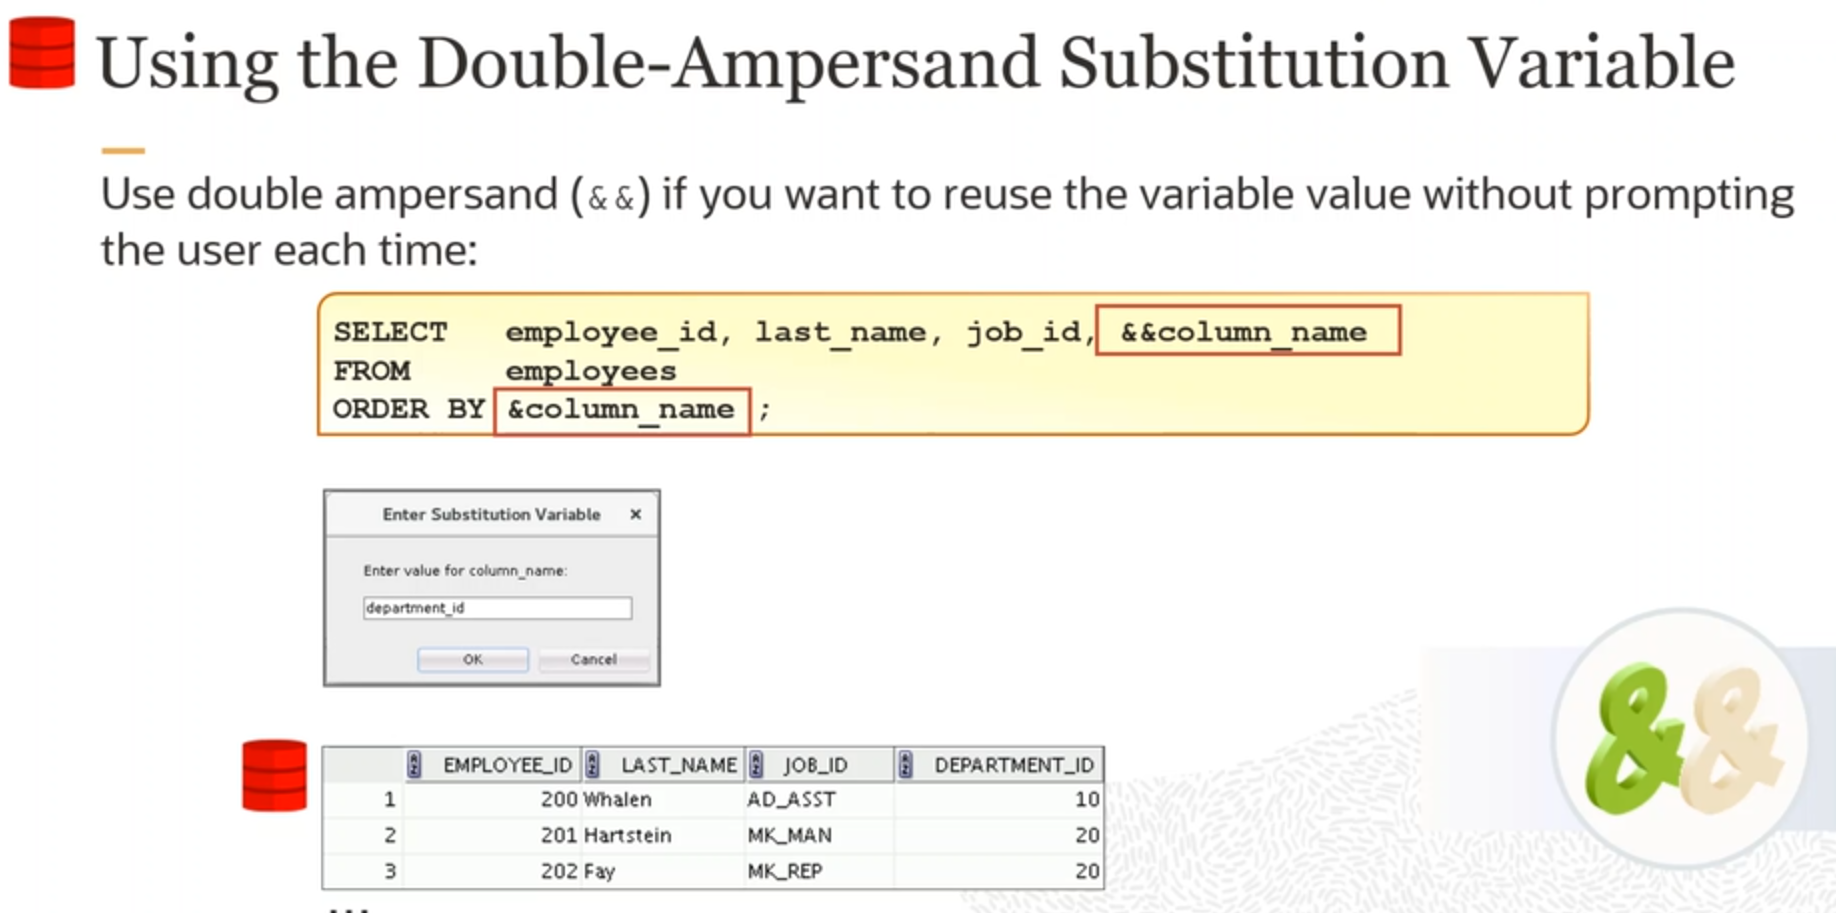 Using the Double-Ampersand Substitution Variable
Use double ampersand (&&) if you want to reuse the variable value without prompting
the user each time:
SELECT employee_id, last_name, job_id, &&column_name
FROM employees
ORDER BY &column_name ;
Enter Substitution Variable ×
Enter value for column_name:
department_id
OK Cancel
EMPLOYEE_ID LAST_NAME JOB_ID DEPARTMENT_ID
1 200 Whalen AD_ASST 10
2 201 Hartstein MK_MAN 20
3 202 Fay MK_REP 20
...
&&